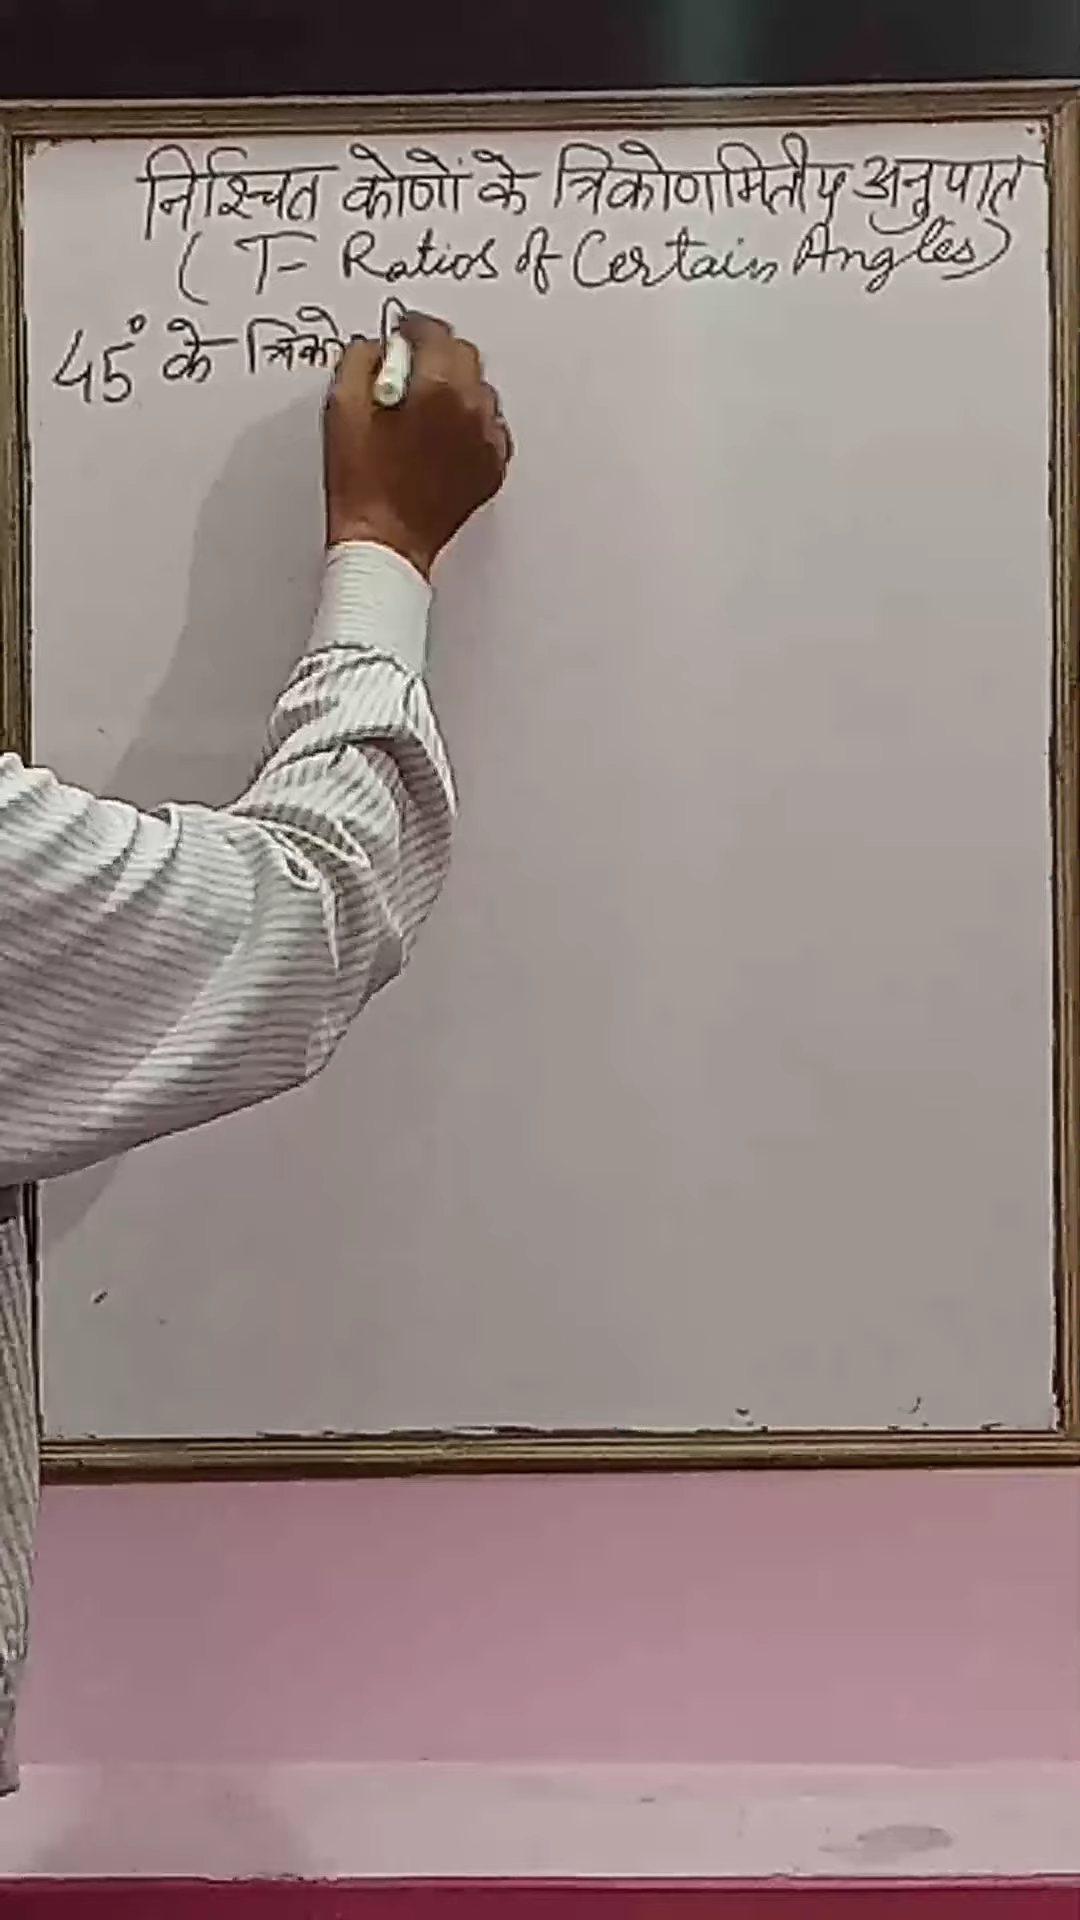 निश्चित कोणों के त्रिकोणमितीय अनुपात
( T- Ratios of Certain Angles)
45° के त्रिको